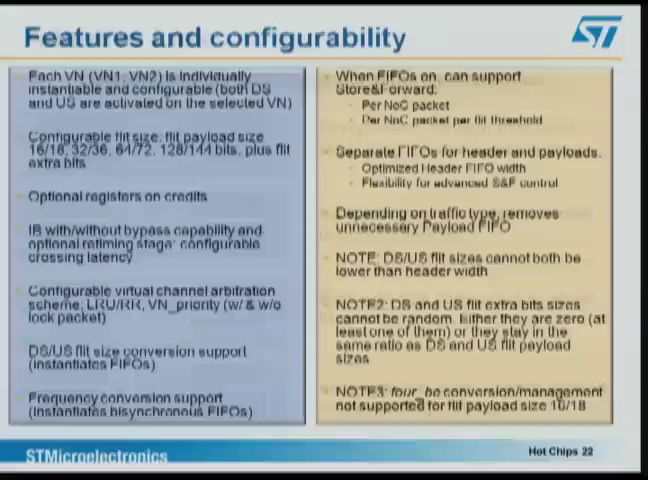 Features and configurability
ST
Each VN (VN1, VN2) is individually
instantiable and configurable (both DS
and US are activated on the selected VN)
Configurable flit size: flit payload size
16/18, 32/36, 64/72, 128/144 bits, plus flit
extra bits
Optional registers on credits
IB with/without bypass capability and
optional retiming stage: configurable
crossing latency
Configurable virtual channel arbitration
scheme: LRU/RR, VN_priority (w/ & w/o
lock packet)
DS/US flit size conversion support
(instantiates FIFOs)
Frequency conversion support
(instantiates bisynchronous FIFOs)
When FIFOs on, can support
Store&Forward:
Per NoC packet
Per NoC packet per flit threshold
Separate FIFOs for header and payloads.
Optimized Header FIFO width
Flexibility for advanced S&F control
Depending on traffic type, removes
unnecessary Payload FIFO
NOTE: DS/US flit sizes cannot both be
lower than header width
NOTE2: DS and US flit extra bits sizes
cannot be random. Either they are zero (at
least one of them) or they stay in the
same ratio as DS and US flit payload
sizes
NOTE3: four_be conversion/management
not supported for flit payload size 16/18
STMicroelectronics
Hot Chips 22